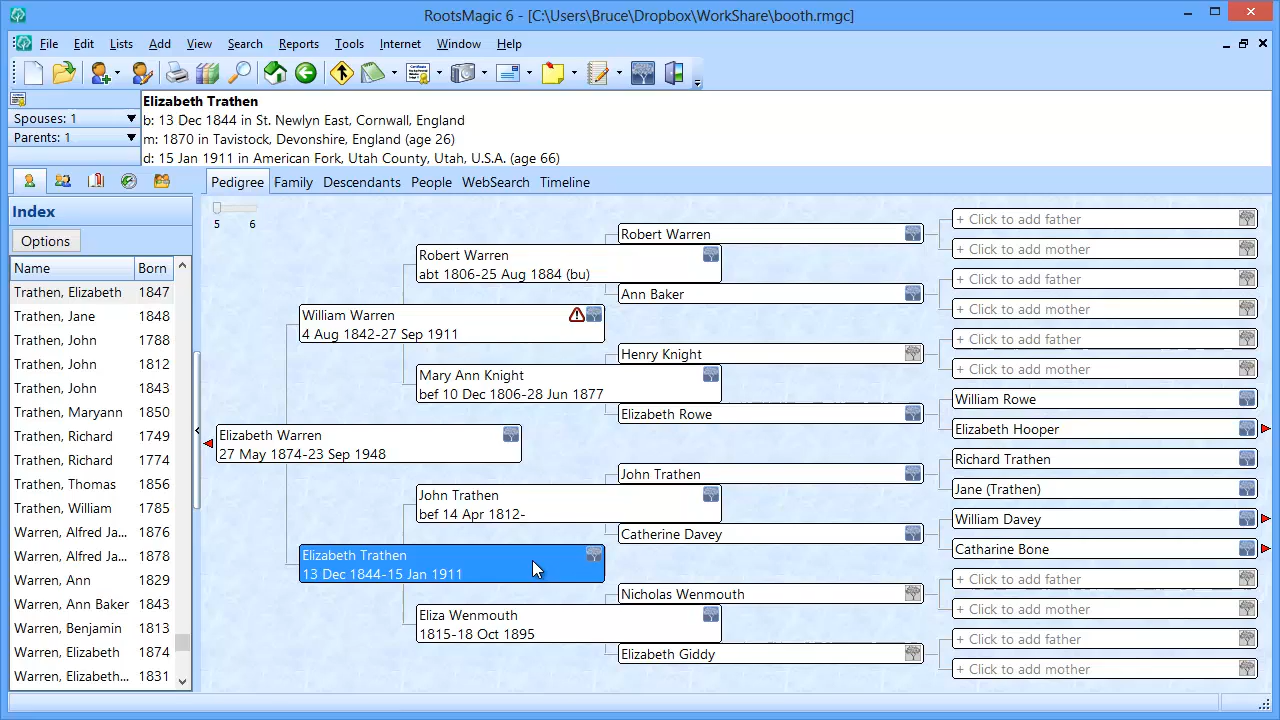 RootsMagic 6 - [C:\Users\Bruce\Dropbox\WorkShare\booth.rmgc]
File Edit Lists Add View Search Reports Tools Internet Window Help
Elizabeth Trathen
Spouses: 1
b: 13 Dec 1844 in St. Newlyn East, Cornwall, England
Parents: 1
m: 1870 in Tavistock, Devonshire, England (age 26)
d: 15 Jan 1911 in American Fork, Utah County, Utah, U.S.A. (age 66)
Pedigree Family Descendants People WebSearch Timeline
Index
Options
Name Born
Trathen, Elizabeth 1847
Trathen, Jane 1848
Trathen, John 1788
Trathen, John 1812
Trathen, John 1843
Trathen, Maryann 1850
Trathen, Richard 1749
Trathen, Richard 1774
Trathen, Thomas 1856
Trathen, William 1785
Warren, Alfred Ja... 1876
Warren, Alfred Ja... 1878
Warren, Ann 1829
Warren, Ann Baker 1843
Warren, Benjamin 1813
Warren, Elizabeth 1874
Warren, Elizabeth... 1831
5 6
Elizabeth Warren
27 May 1874-23 Sep 1948
William Warren
4 Aug 1842-27 Sep 1911
Elizabeth Trathen
13 Dec 1844-15 Jan 1911
Robert Warren
abt 1806-25 Aug 1884 (bu)
Mary Ann Knight
bef 10 Dec 1806-28 Jun 1877
John Trathen
bef 14 Apr 1812-
Eliza Wenmouth
1815-18 Oct 1895
Robert Warren
Ann Baker
Henry Knight
Elizabeth Rowe
John Trathen
Catherine Davey
Nicholas Wenmouth
Elizabeth Giddy
+ Click to add father
+ Click to add mother
+ Click to add father
+ Click to add mother
+ Click to add father
+ Click to add mother
William Rowe
Elizabeth Hooper
Richard Trathen
Jane (Trathen)
William Davey
Catharine Bone
+ Click to add father
+ Click to add mother
+ Click to add father
+ Click to add mother